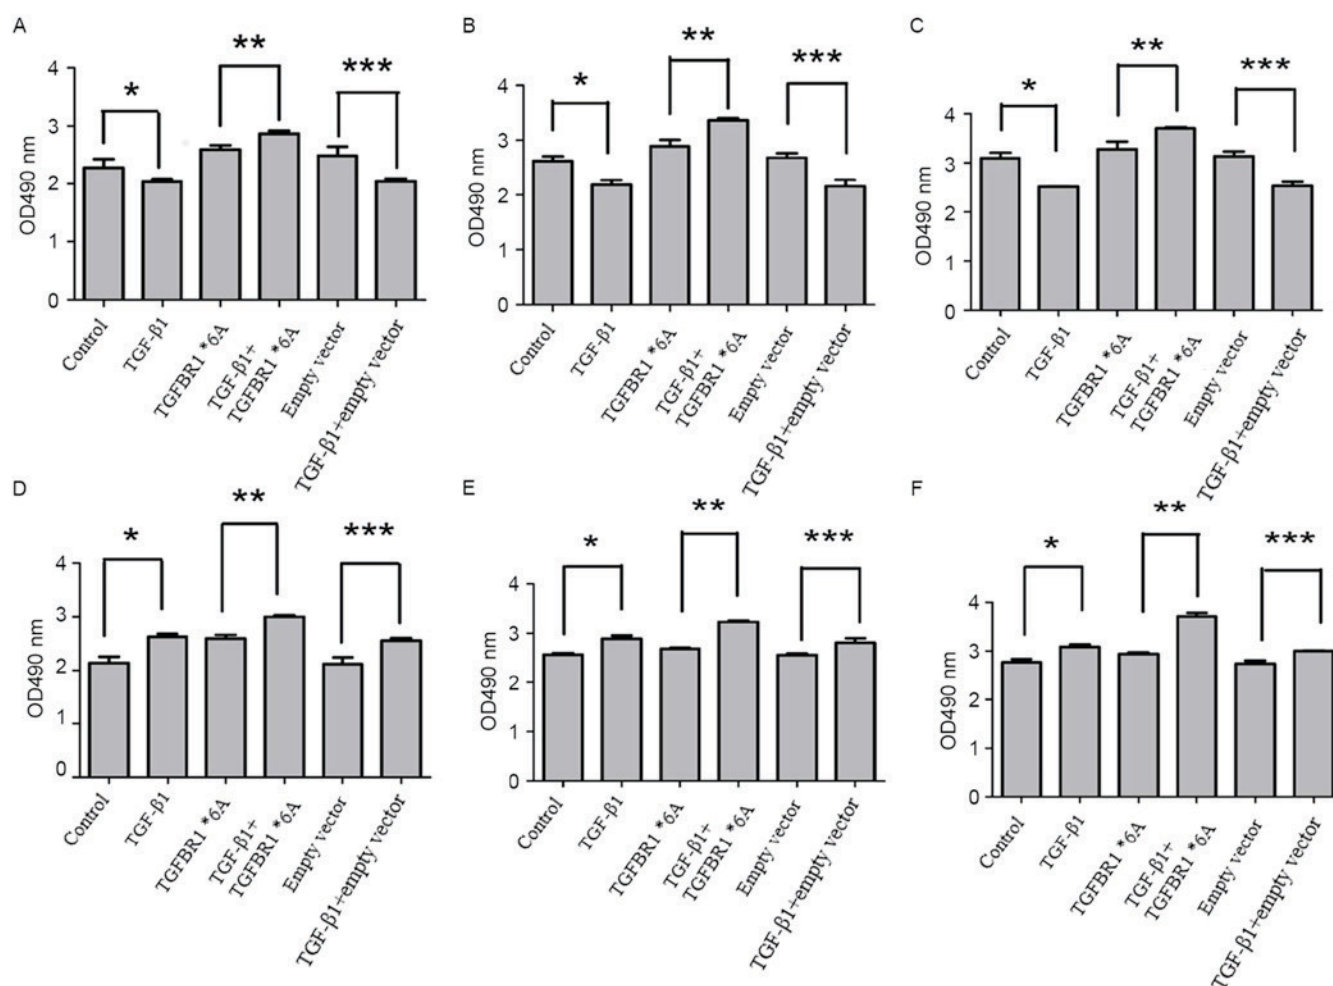 A
*
**
***
OD490 nm
4
3
2
1
0
Control
TGF-β1
TGFBR1 *6A
TGF-β1+
TGFBR1 *6A
Empty vector
TGF-β1+empty vector
B
*
**
***
OD490 nm
4
3
2
1
0
Control
TGF-β1
TGFBR1 *6A
TGF-β1+
TGFBR1 *6A
Empty vector
TGF-β1+empty vector
C
*
**
***
OD490 nm
4
3
2
1
0
Control
TGF-β1
TGFBR1 *6A
TGF-β1+
TGFBR1 *6A
Empty vector
TGF-β1+empty vector
D
*
**
***
OD490 nm
4
3
2
1
0
Control
TGF-β1
TGFBR1 *6A
TGF-β1+
TGFBR1 *6A
Empty vector
TGF-β1+empty vector
E
*
**
***
OD490 nm
4
3
2
1
0
Control
TGF-β1
TGFBR1 *6A
TGF-β1+
TGFBR1 *6A
Empty vector
TGF-β1+empty vector
F
*
**
***
OD490 nm
4
3
2
1
0
Control
TGF-β1
TGFBR1 *6A
TGF-β1+
TGFBR1 *6A
Empty vector
TGF-β1+empty vector